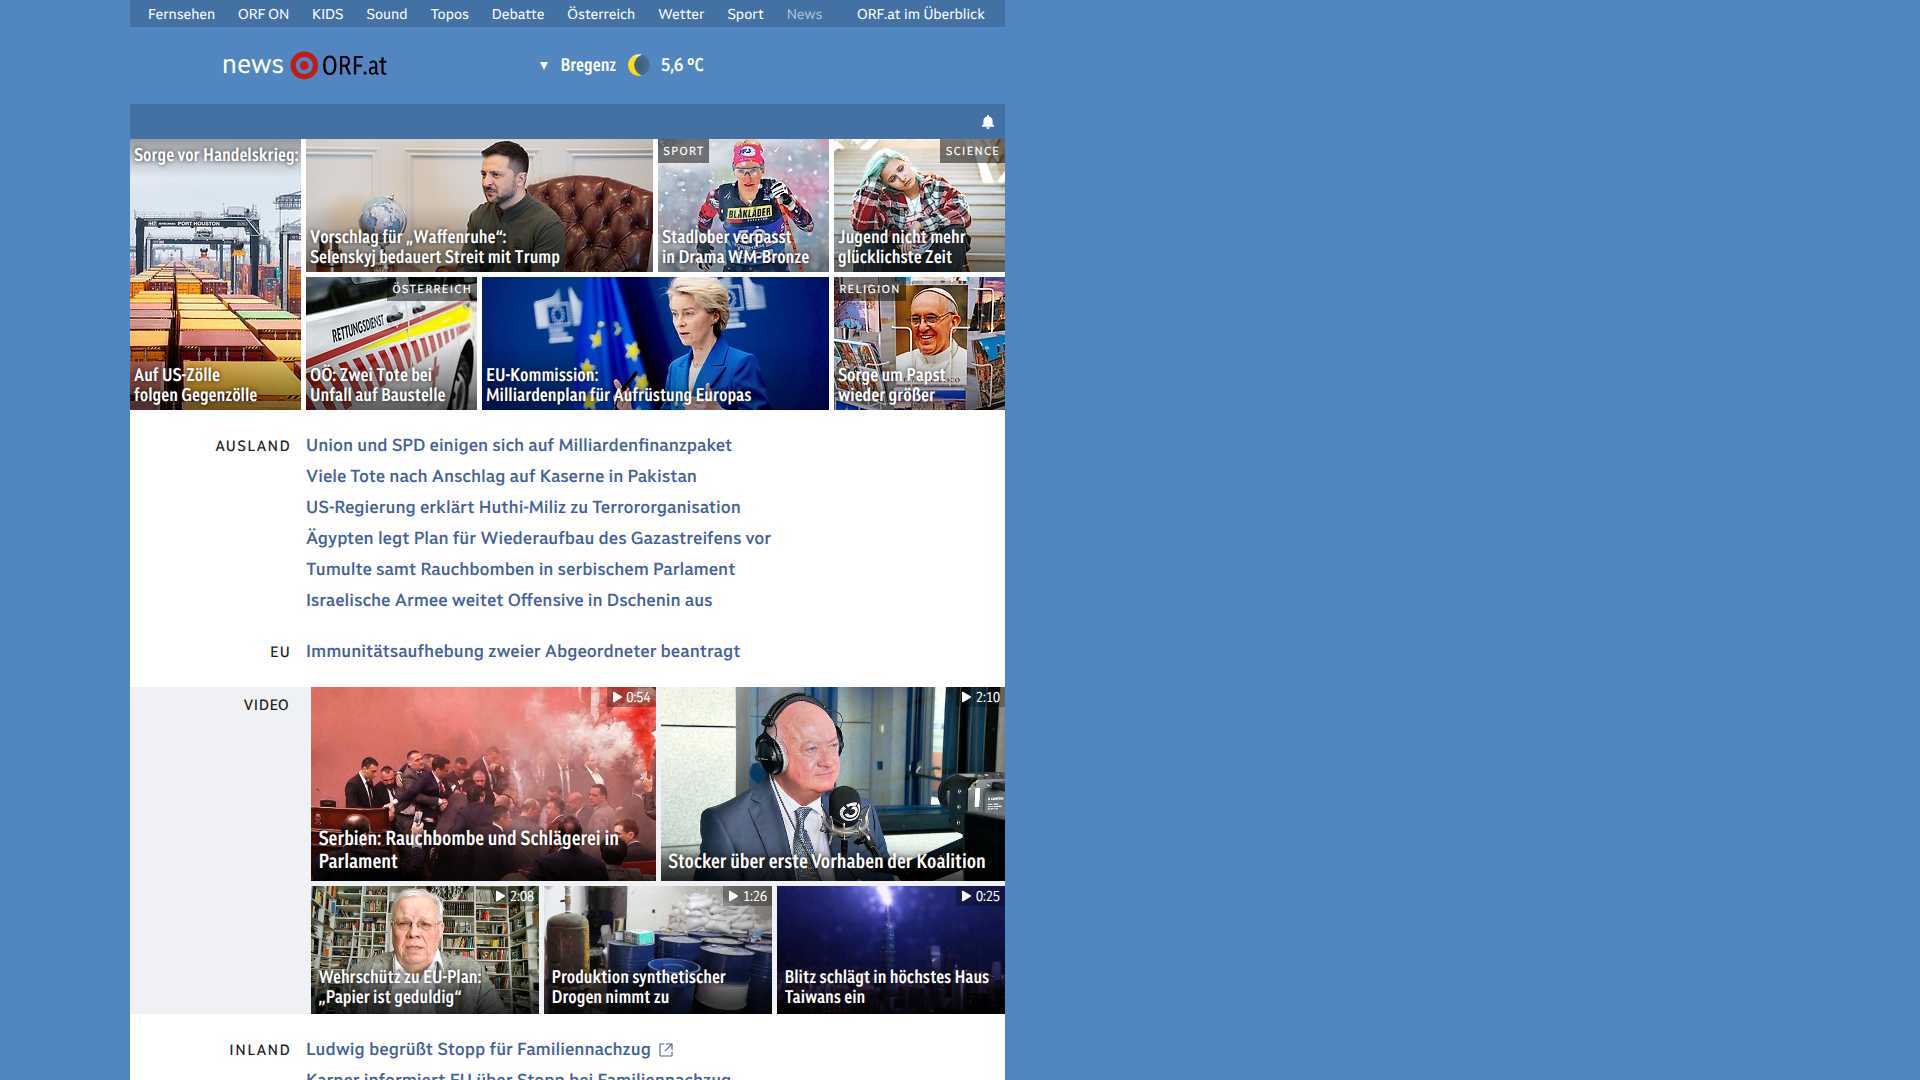 Fernsehen ORF ON KIDS Sound Topos Debatte Österreich Wetter Sport News ORF.at im Überblick
news ORF.at
▼ Bregenz 5,6 °C
Sorge vor Handelskrieg:
PORT HOUSTON
Auf US-Zölle
folgen Gegenzölle
Vorschlag für „Waffenruhe“:
Selenskyj bedauert Streit mit Trump
SPORT
BLÅKLÄDER
Stadlober verpasst
in Drama WM-Bronze
SCIENCE
Jugend nicht mehr
glücklichste Zeit
ÖSTERREICH
RETTUNGSDIENST
OÖ: Zwei Tote bei
Unfall auf Baustelle
EU-Kommission:
Milliardenplan für Aufrüstung Europas
RELIGION
Sorge um Papst
wieder größer
AUSLAND
Union und SPD einigen sich auf Milliardenfinanzpaket
Viele Tote nach Anschlag auf Kaserne in Pakistan
US-Regierung erklärt Huthi-Miliz zu Terrororganisation
Ägypten legt Plan für Wiederaufbau des Gazastreifens vor
Tumulte samt Rauchbomben in serbischem Parlament
Israelische Armee weitet Offensive in Dschenin aus
EU
Immunitätsaufhebung zweier Abgeordneter beantragt
VIDEO
0:54
Serbien: Rauchbombe und Schlägerei in
Parlament
2:10
Stocker über erste Vorhaben der Koalition
2:08
Wehrschütz zu EU-Plan:
„Papier ist geduldig“
1:26
Produktion synthetischer
Drogen nimmt zu
0:25
Blitz schlägt in höchstes Haus
Taiwans ein
INLAND
Ludwig begrüßt Stopp für Familiennachzug
Karner informiert EU über Stopp bei Familiennachzug